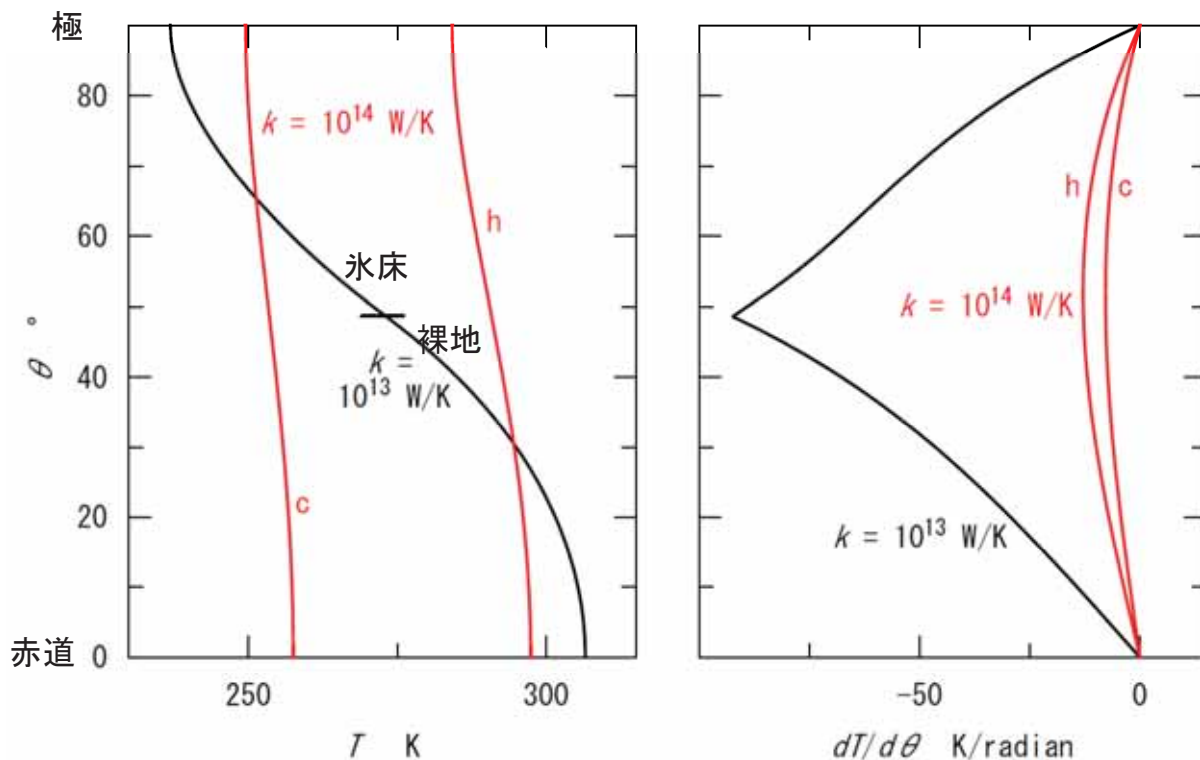 極
80
60
40
20
赤道 0
θ °
k = 10¹⁴ W/K
h
氷床
裸地
k =
10¹³ W/K
c
250 300
T K
h c
k = 10¹⁴ W/K
k = 10¹³ W/K
-50 0
dT/dθ K/radian